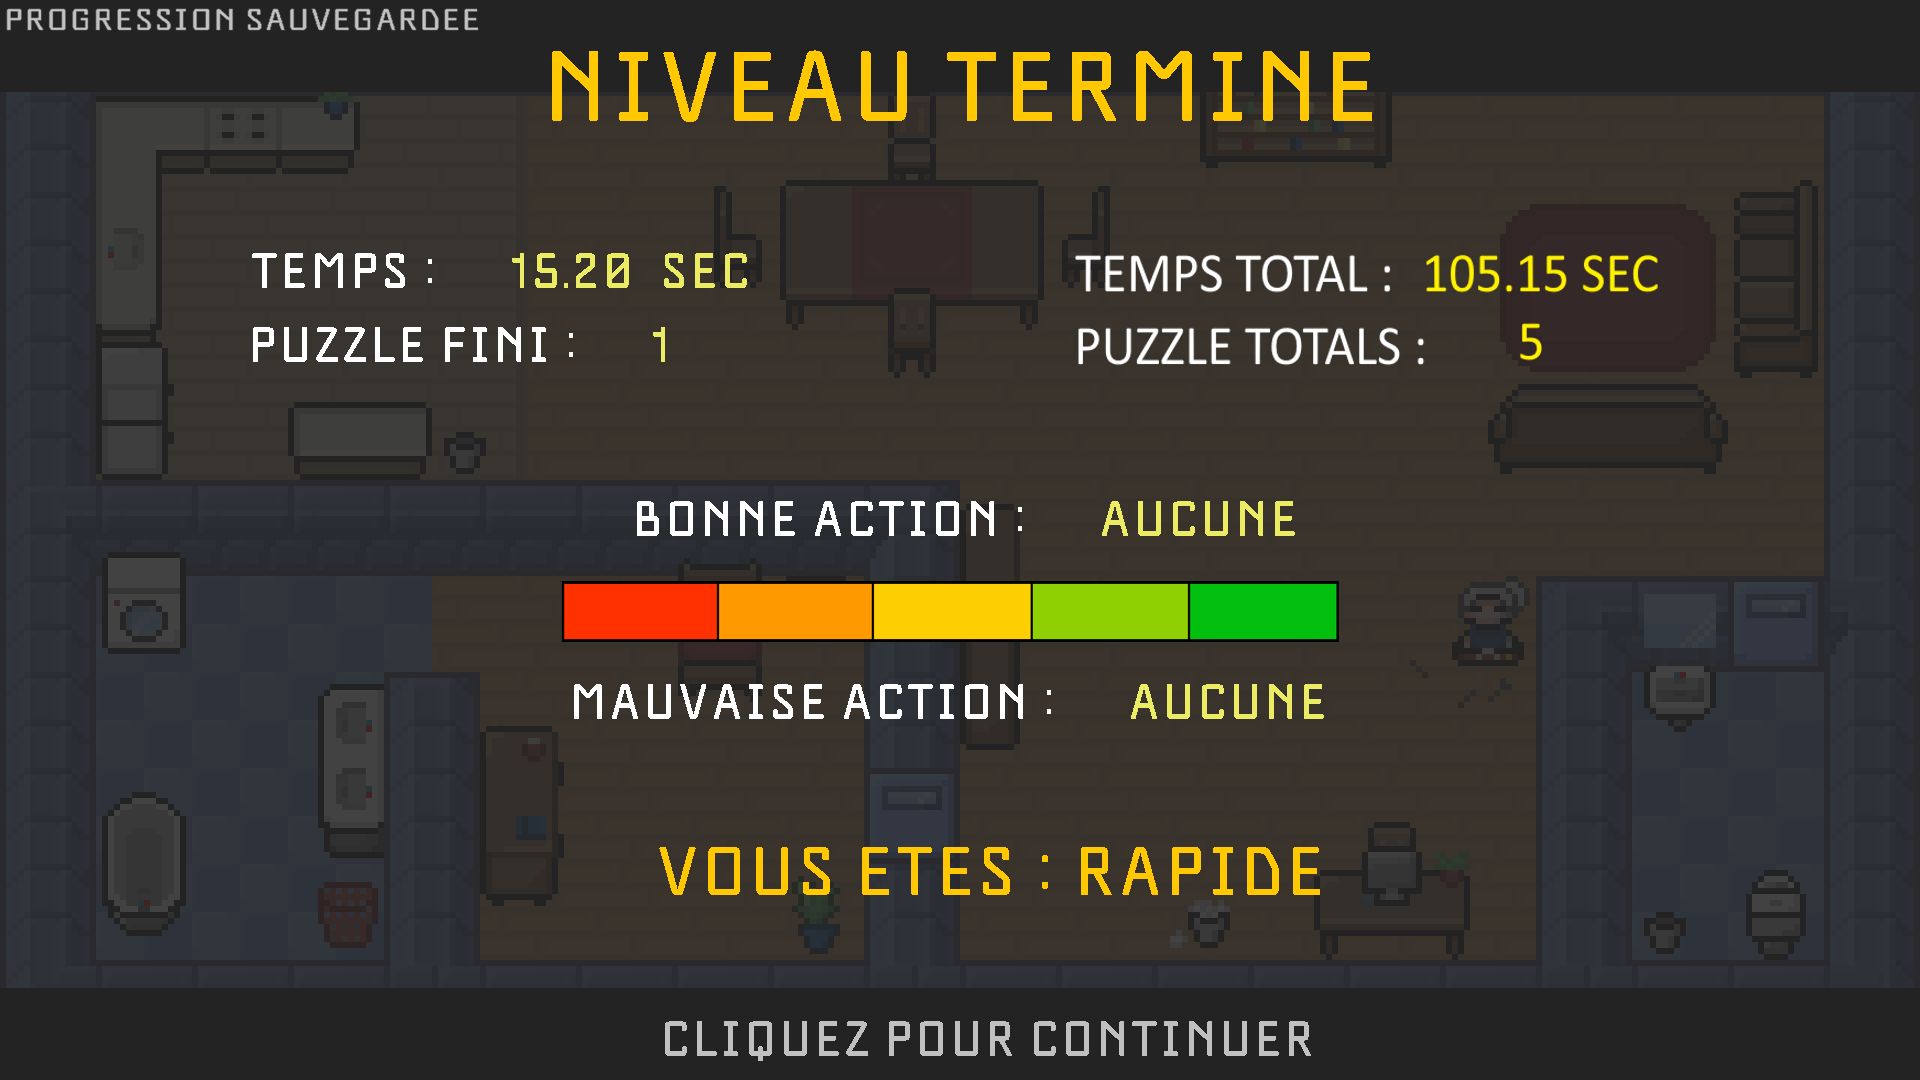 PROGRESSION SAUVEGARDEE
NIVEAU TERMINE
TEMPS : 15.20 SEC
PUZZLE FINI : 1
TEMPS TOTAL : 105.15 SEC
PUZZLE TOTALS : 5
BONNE ACTION : AUCUNE
MAUVAISE ACTION : AUCUNE
VOUS ETES : RAPIDE
CLIQUEZ POUR CONTINUER